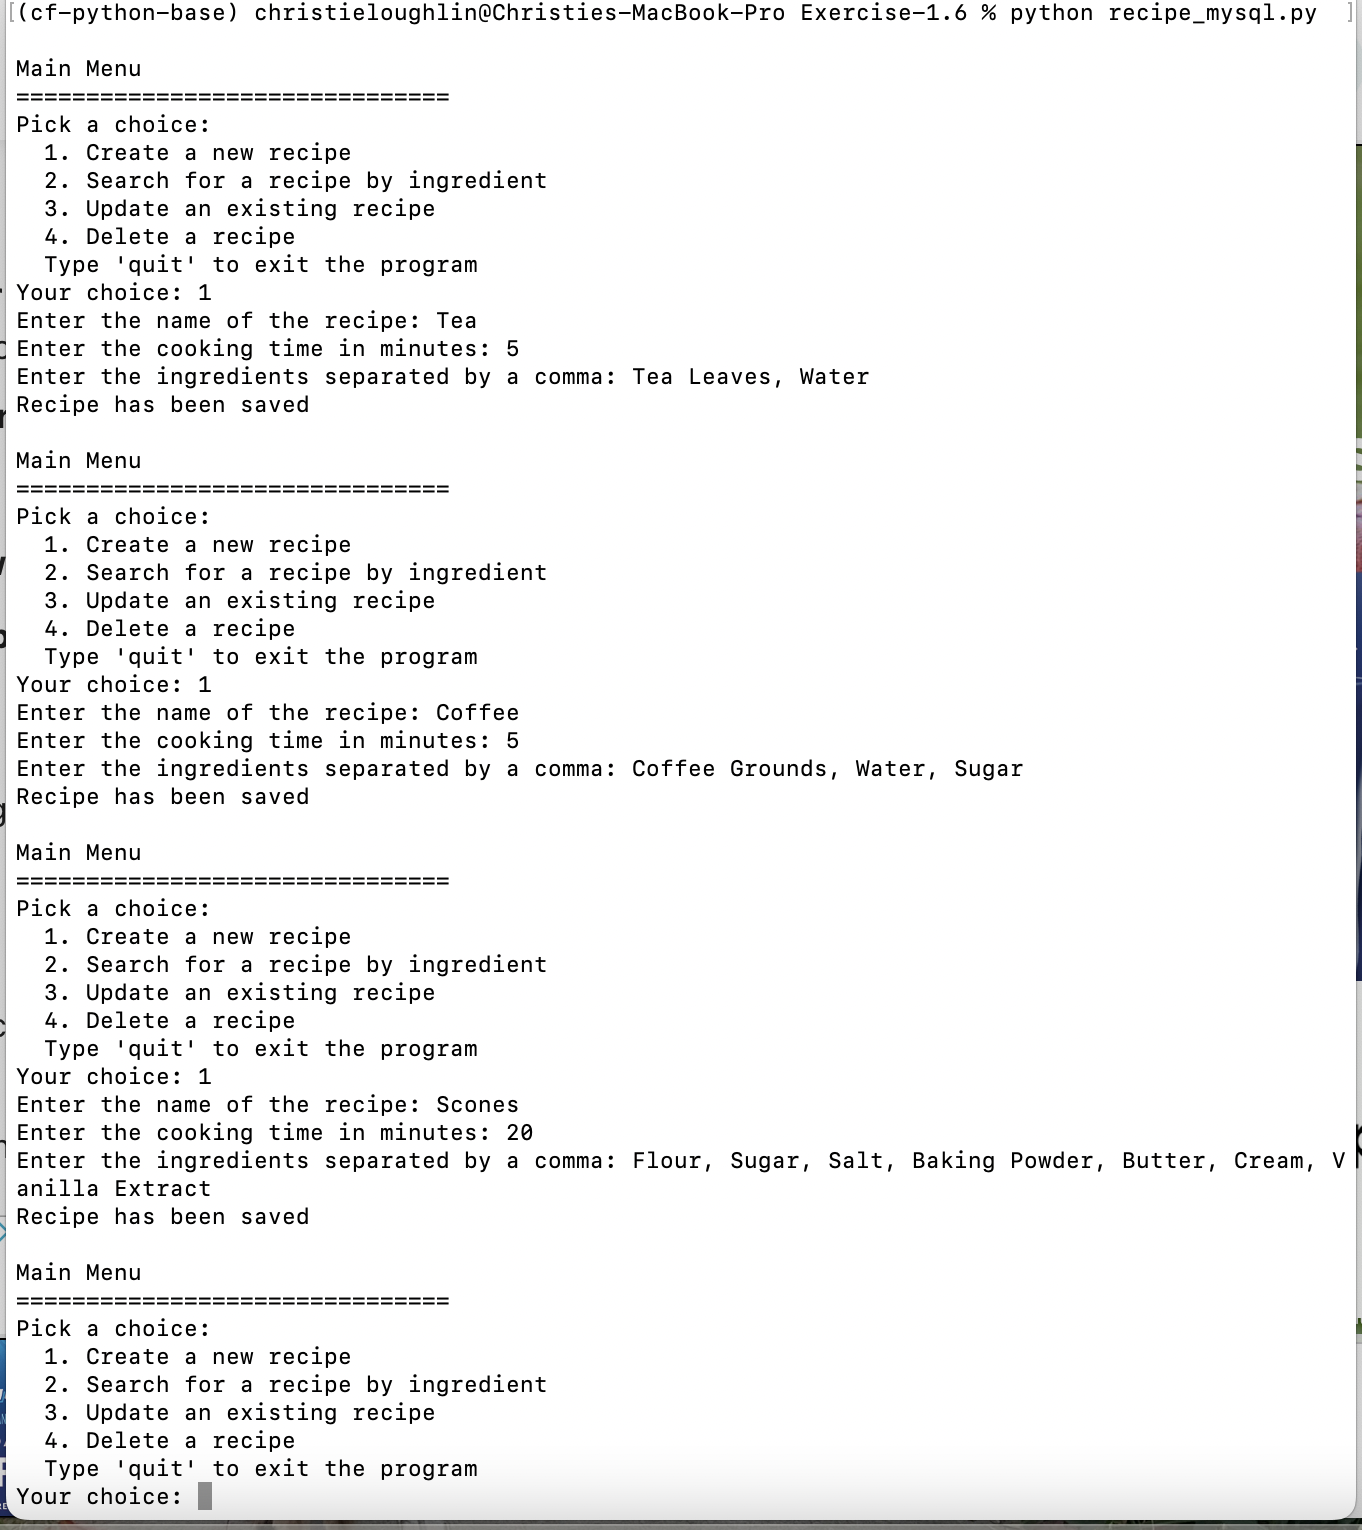 [(cf-python-base) christieloughlin@Christies-MacBook-Pro Exercise-1.6 % python recipe_mysql.py ]
Main Menu
===============================
Pick a choice:
  1. Create a new recipe
  2. Search for a recipe by ingredient
  3. Update an existing recipe
  4. Delete a recipe
  Type 'quit' to exit the program
Your choice: 1
Enter the name of the recipe: Tea
Enter the cooking time in minutes: 5
Enter the ingredients separated by a comma: Tea Leaves, Water
Recipe has been saved
Main Menu
===============================
Pick a choice:
  1. Create a new recipe
  2. Search for a recipe by ingredient
  3. Update an existing recipe
  4. Delete a recipe
  Type 'quit' to exit the program
Your choice: 1
Enter the name of the recipe: Coffee
Enter the cooking time in minutes: 5
Enter the ingredients separated by a comma: Coffee Grounds, Water, Sugar
Recipe has been saved
Main Menu
===============================
Pick a choice:
  1. Create a new recipe
  2. Search for a recipe by ingredient
  3. Update an existing recipe
  4. Delete a recipe
  Type 'quit' to exit the program
Your choice: 1
Enter the name of the recipe: Scones
Enter the cooking time in minutes: 20
Enter the ingredients separated by a comma: Flour, Sugar, Salt, Baking Powder, Butter, Cream, V
anilla Extract
Recipe has been saved
Main Menu
===============================
Pick a choice:
  1. Create a new recipe
  2. Search for a recipe by ingredient
  3. Update an existing recipe
  4. Delete a recipe
  Type 'quit' to exit the program
Your choice: